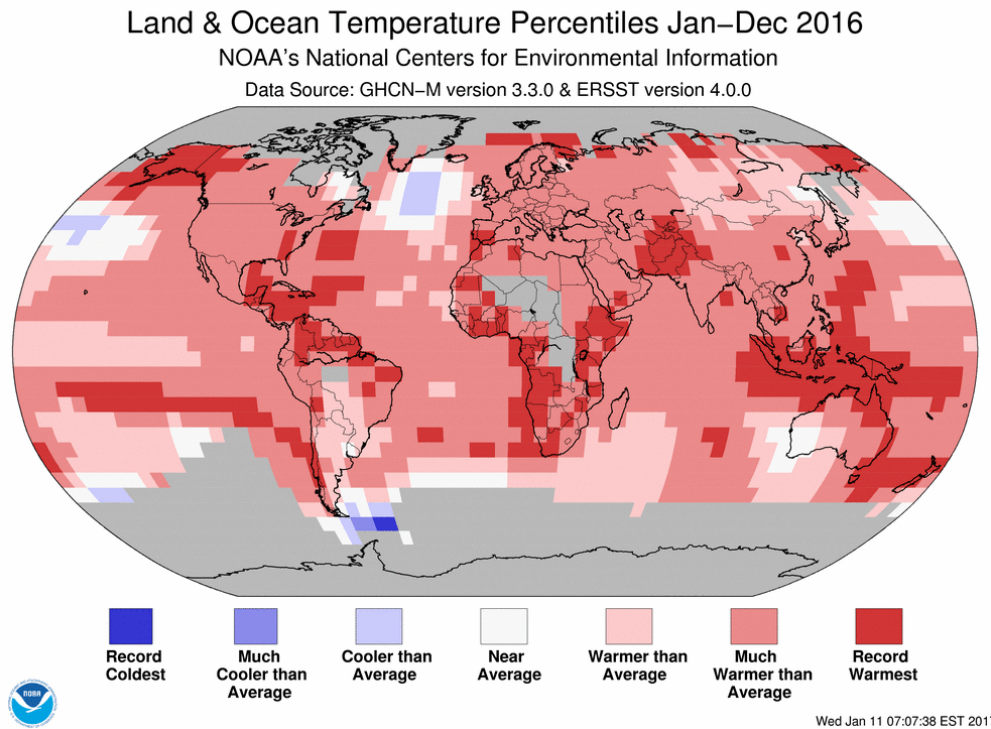 Land & Ocean Temperature Percentiles Jan–Dec 2016
NOAA's National Centers for Environmental Information
Data Source: GHCN–M version 3.3.0 & ERSST version 4.0.0
Record
Coldest
Much
Cooler than
Average
Cooler than
Average
Near
Average
Warmer than
Average
Much
Warmer than
Average
Record
Warmest
NOAA
Wed Jan 11 07:07:38 EST 201